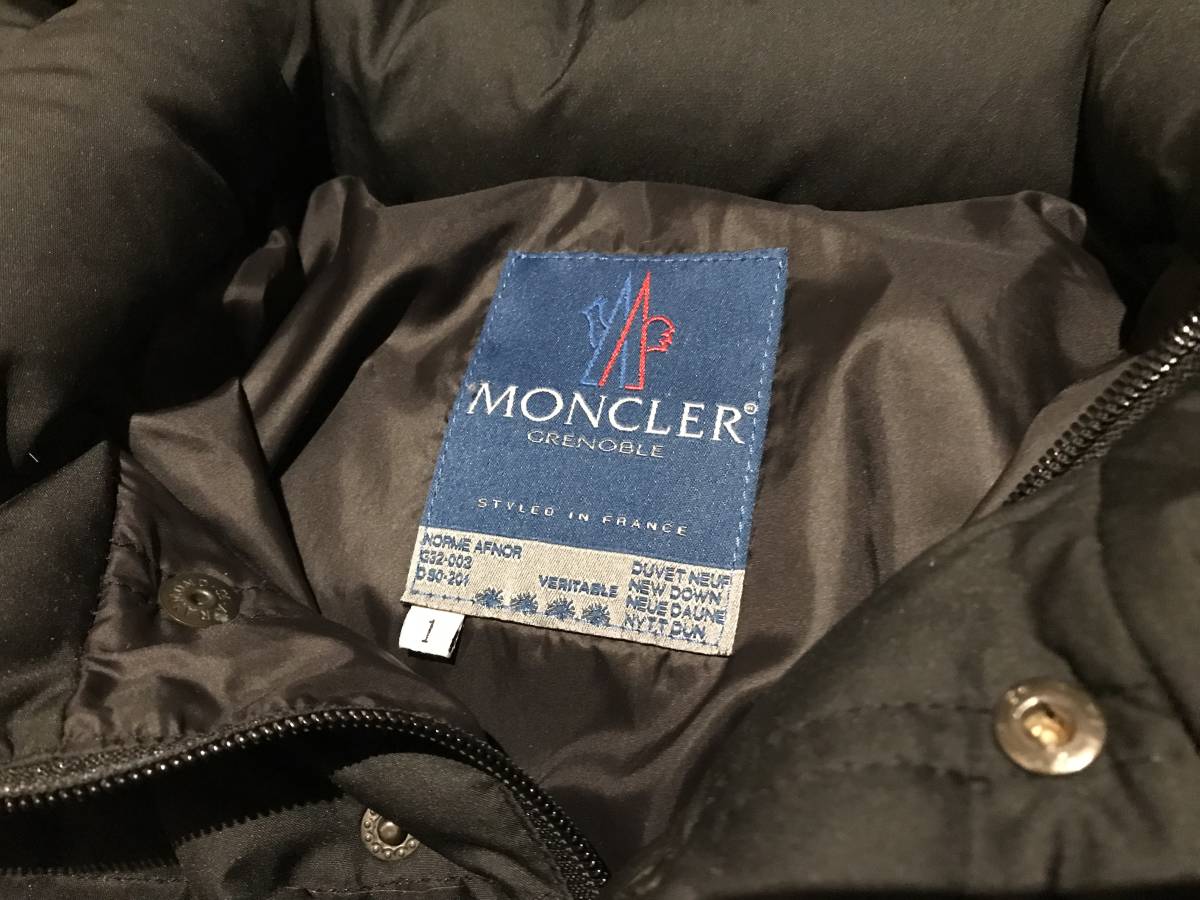 MONCLER®
GRENOBLE
STYLED IN FRANCE
NORME AFNOR
G32-003
D 90-201
VERITABLE
DUVET NEUF
NEW DOWN
NEUE DAUNE
NYTT DUN
1